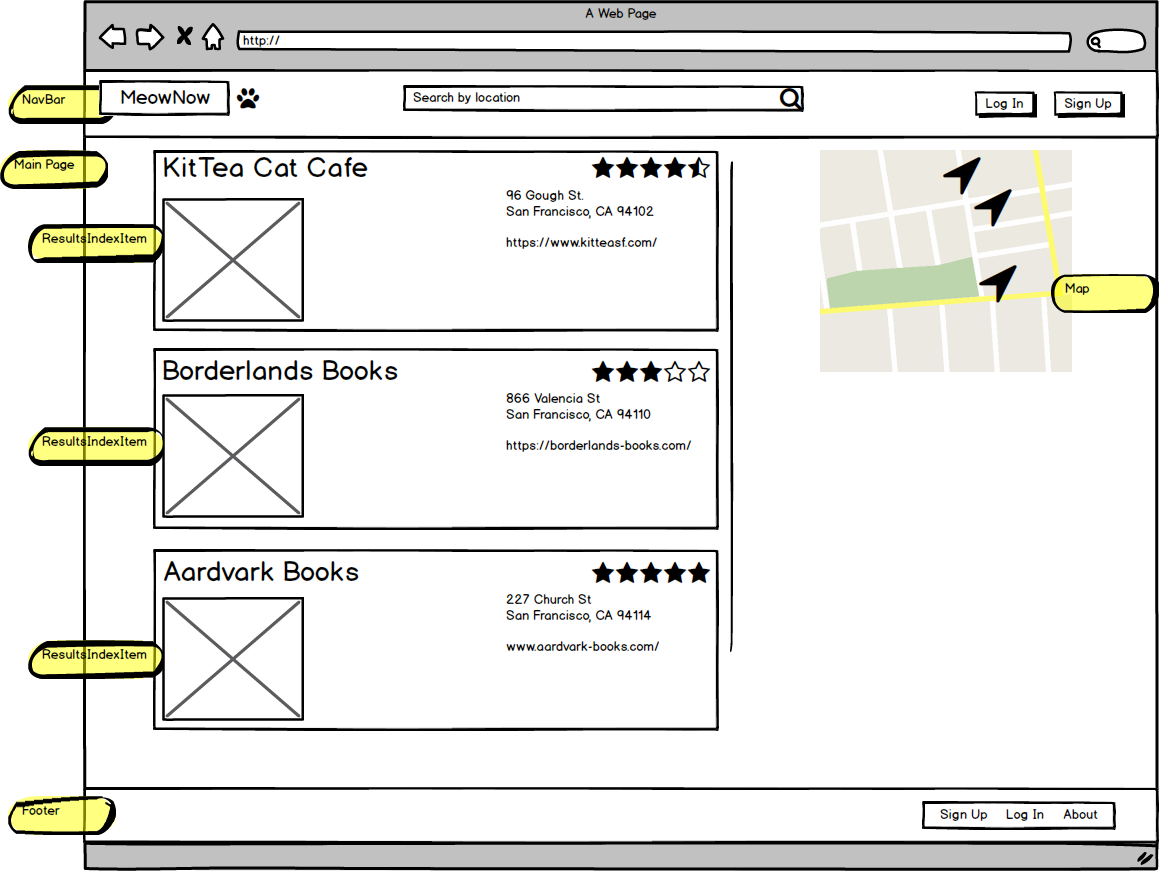 A Web Page
http://
NavBar
MeowNow
Search by location
Log In
Sign Up
Main Page
KitTea Cat Cafe
96 Gough St.
San Francisco, CA 94102
https://www.kitteasf.com/
ResultsIndexItem
Map
Borderlands Books
866 Valencia St
San Francisco, CA 94110
https://borderlands-books.com/
ResultsIndexItem
Aardvark Books
227 Church St
San Francisco, CA 94114
www.aardvark-books.com/
ResultsIndexItem
Footer
Sign Up Log In About